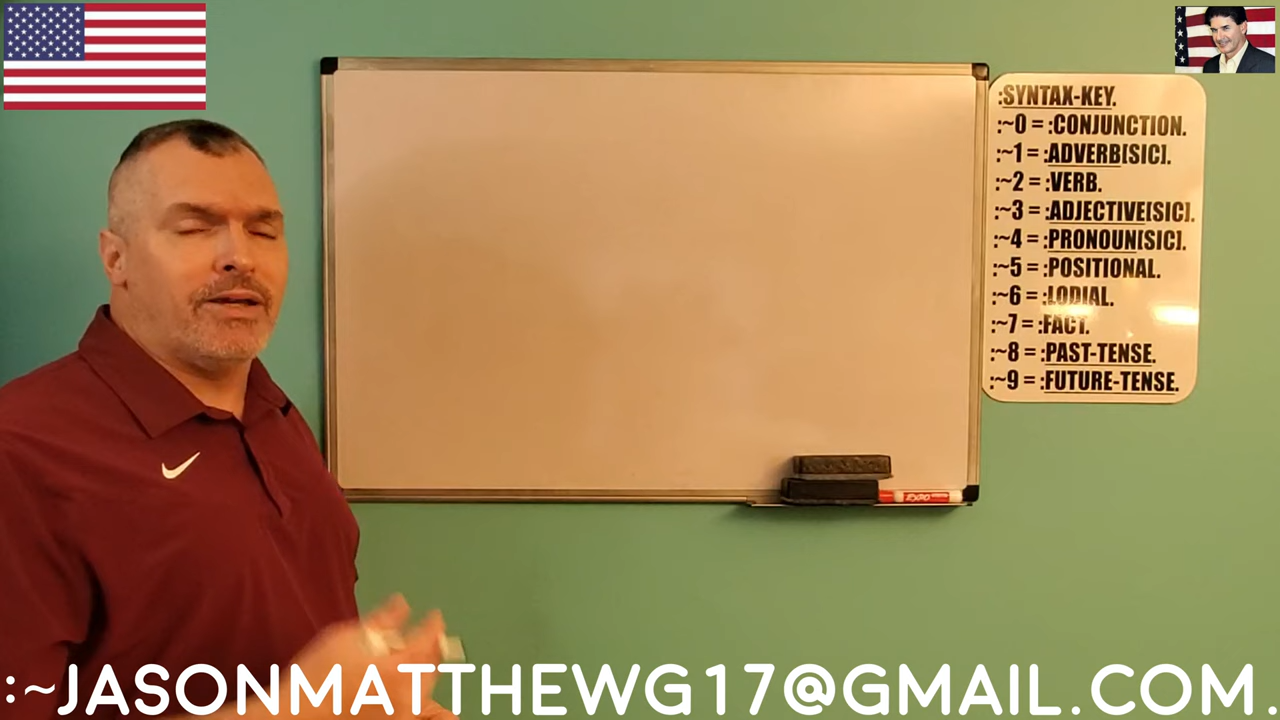 :SYNTAX-KEY.
:~0 = :CONJUNCTION.
:~1 = :ADVERB[SIC].
:~2 = :VERB.
:~3 = :ADJECTIVE[SIC].
:~4 = :PRONOUN[SIC].
:~5 = :POSITIONAL.
:~6 = :LODIAL.
:~7 = :FACT.
:~8 = :PAST-TENSE.
:~9 = :FUTURE-TENSE.
EXPO
:~JASONMATTHEWG17@GMAIL.COM.